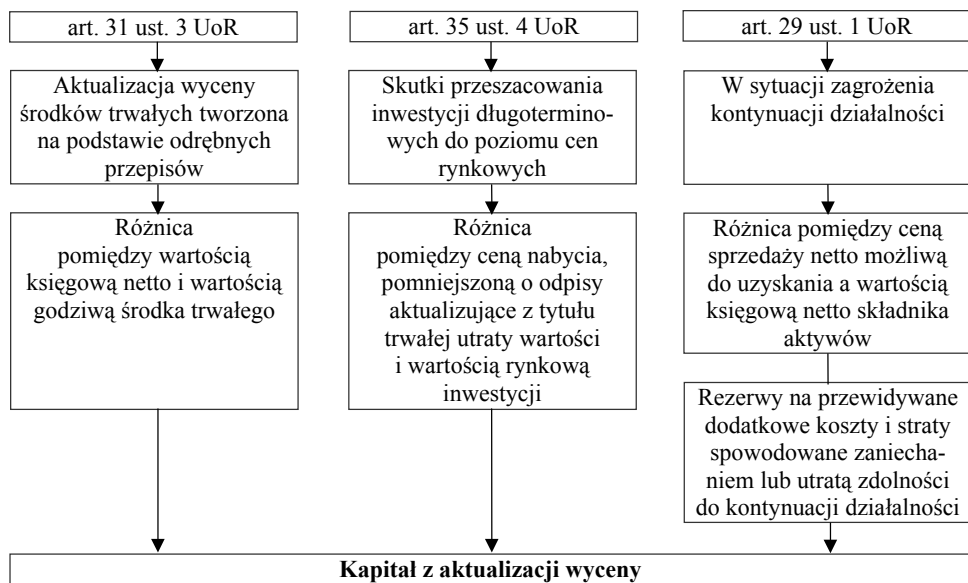 art. 31 ust. 3 UoR
Aktualizacja wyceny
środków trwałych tworzona
na podstawie odrębnych
przepisów
Różnica
pomiędzy wartością
księgową netto i wartością
godziwą środka trwałego
art. 35 ust. 4 UoR
Skutki przeszacowania
inwestycji długotermino-
wych do poziomu cen
rynkowych
Różnica
pomiędzy ceną nabycia,
pomniejszoną o odpisy
aktualizujące z tytułu
trwałej utraty wartości
i wartością rynkową
inwestycji
art. 29 ust. 1 UoR
W sytuacji zagrożenia
kontynuacji działalności
Różnica pomiędzy ceną
sprzedaży netto możliwą
do uzyskania a wartością
księgową netto składnika
aktywów
Rezerwy na przewidywane
dodatkowe koszty i straty
spowodowane zaniecha-
niem lub utratą zdolności
do kontynuacji działalności
Kapitał z aktualizacji wyceny